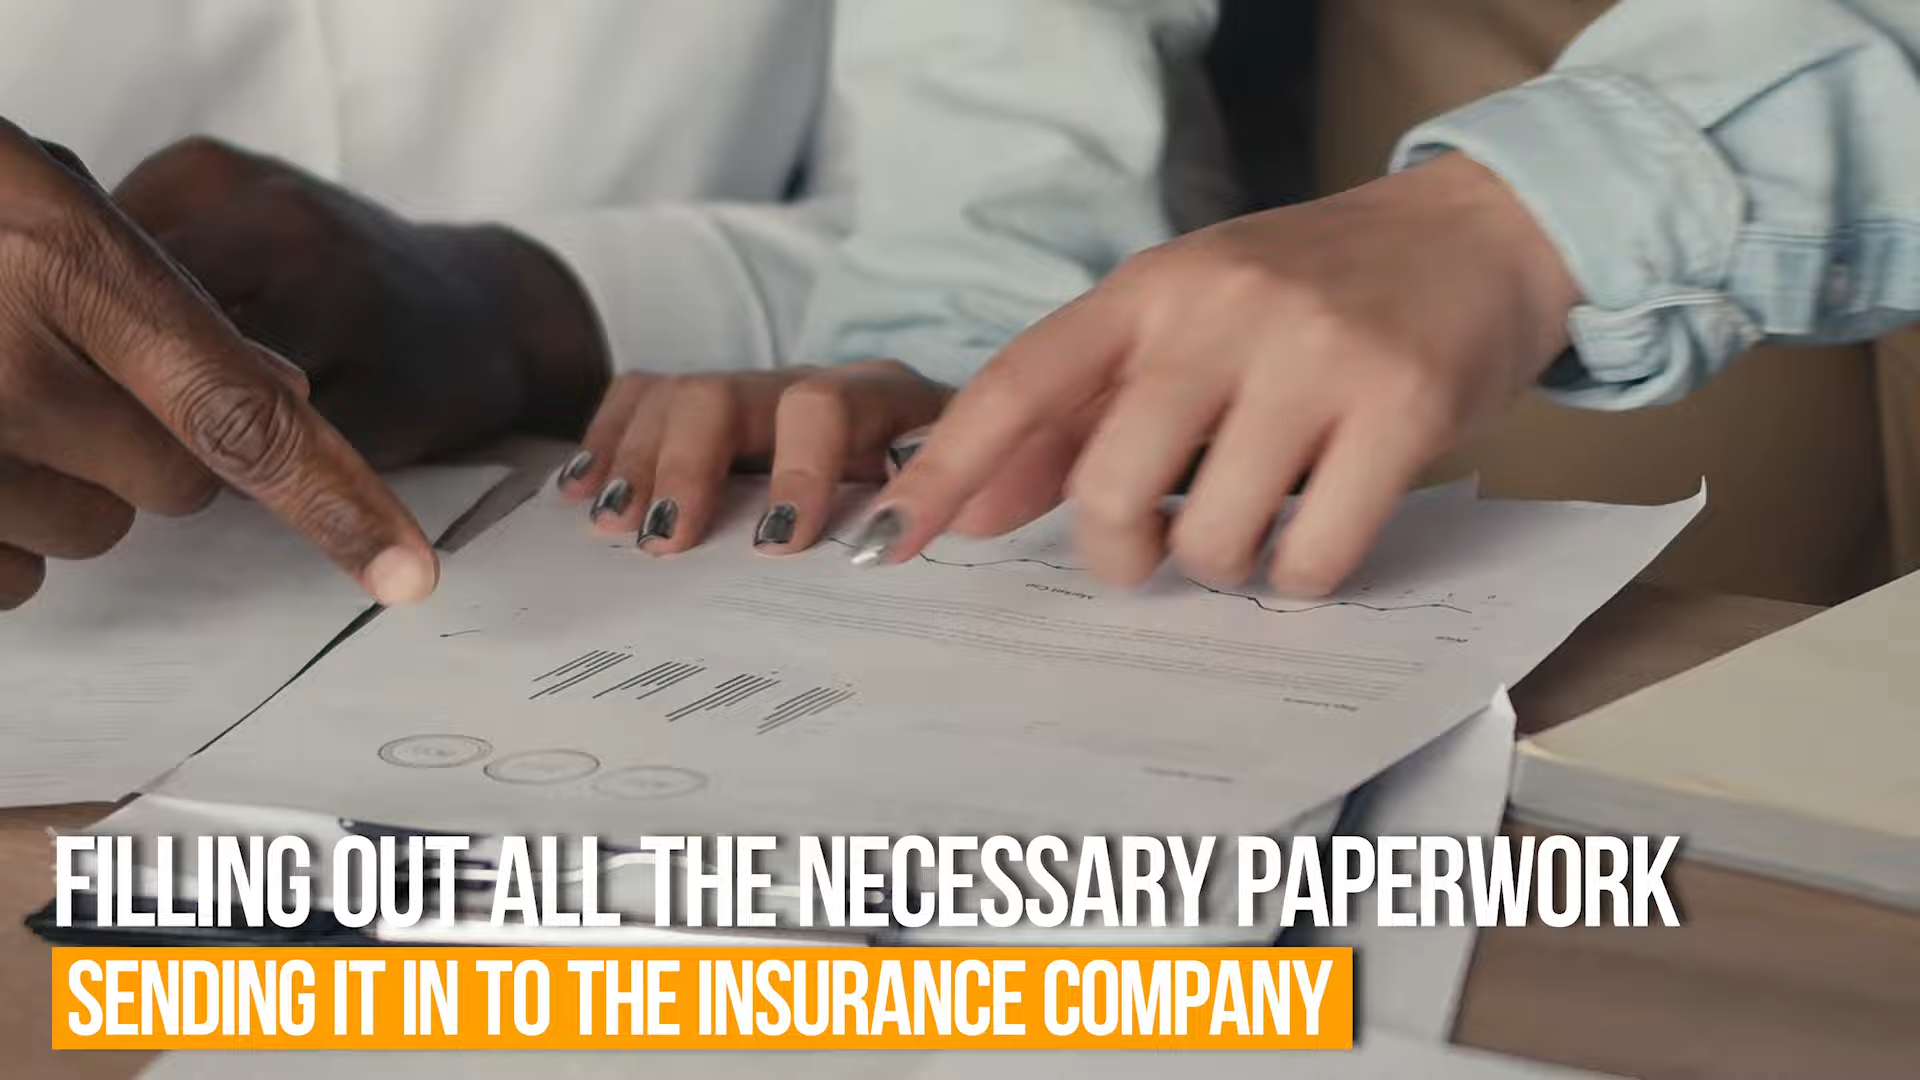 FILLING OUT ALL THE NECESSARY PAPERWORK
SENDING IT IN TO THE INSURANCE COMPANY